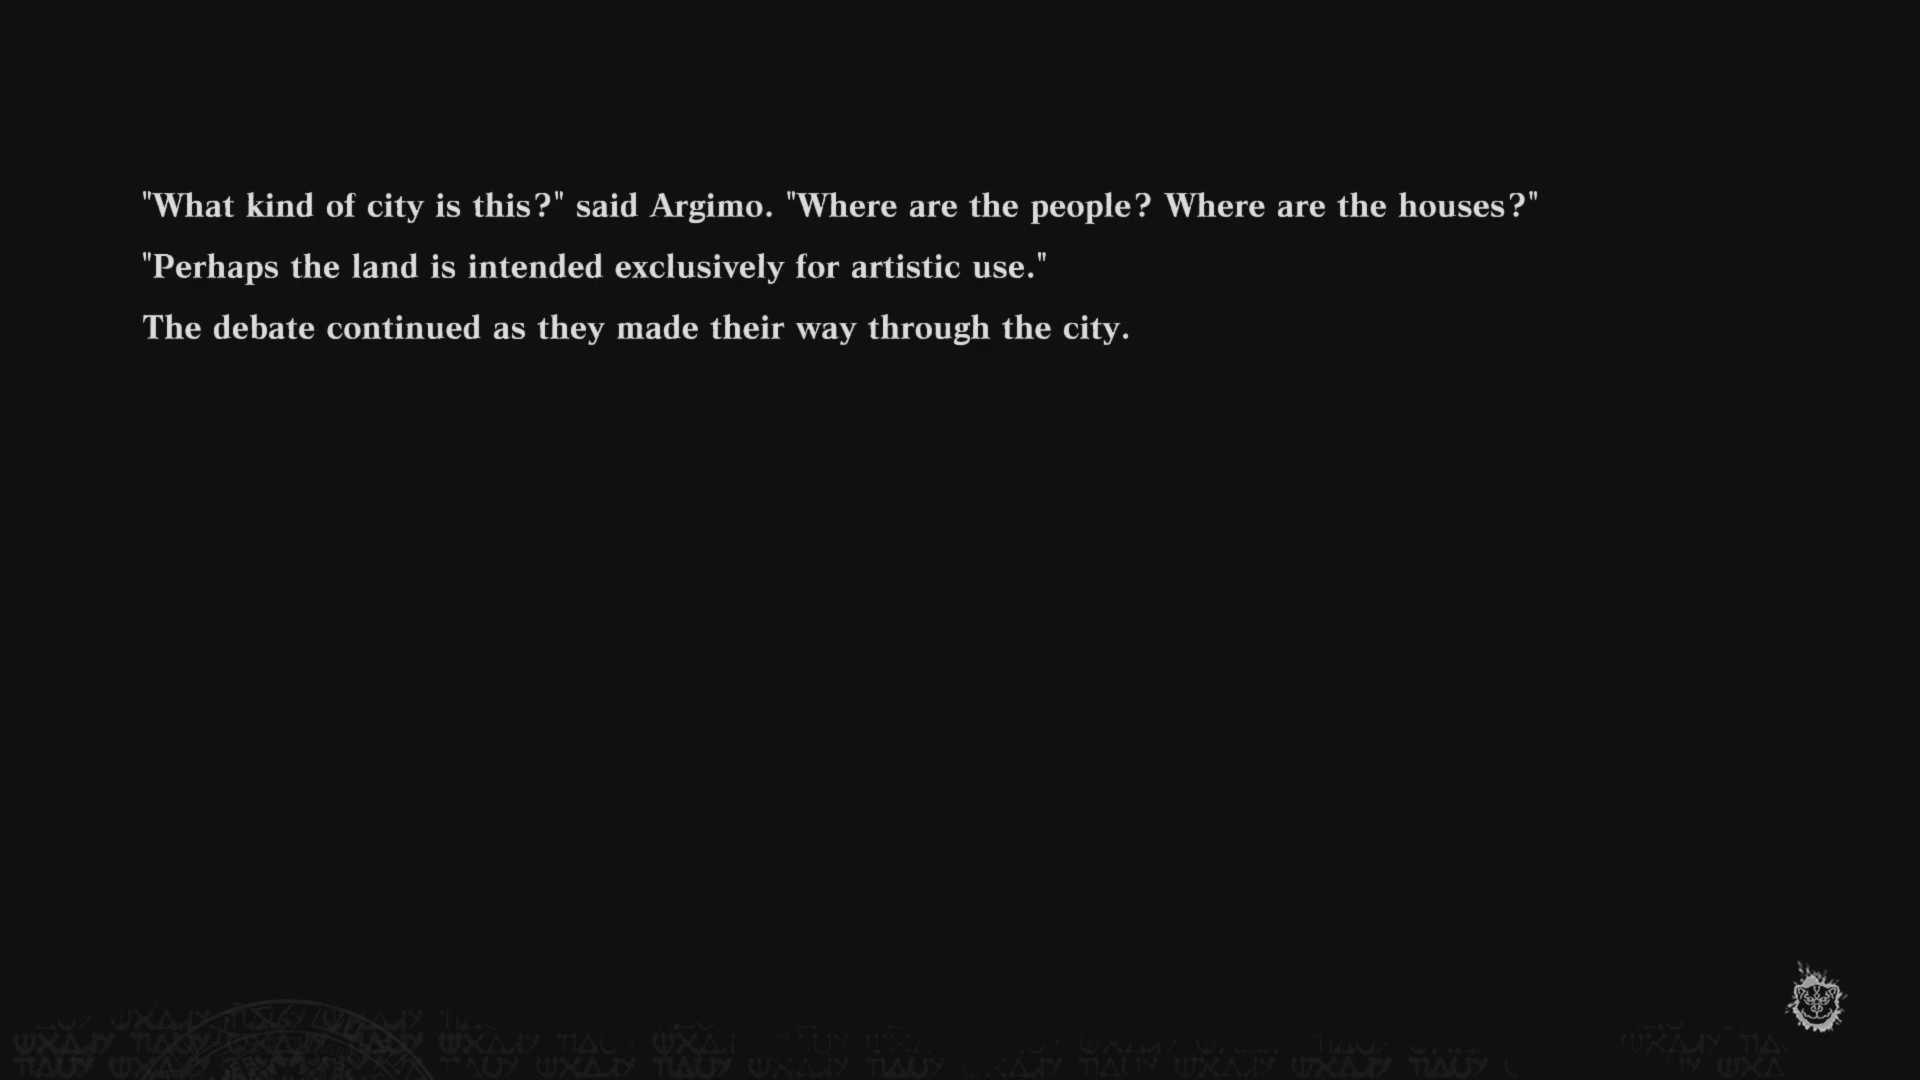 "What kind of city is this?" said Argimo. "Where are the people? Where are the houses?"
"Perhaps the land is intended exclusively for artistic use."
The debate continued as they made their way through the city.